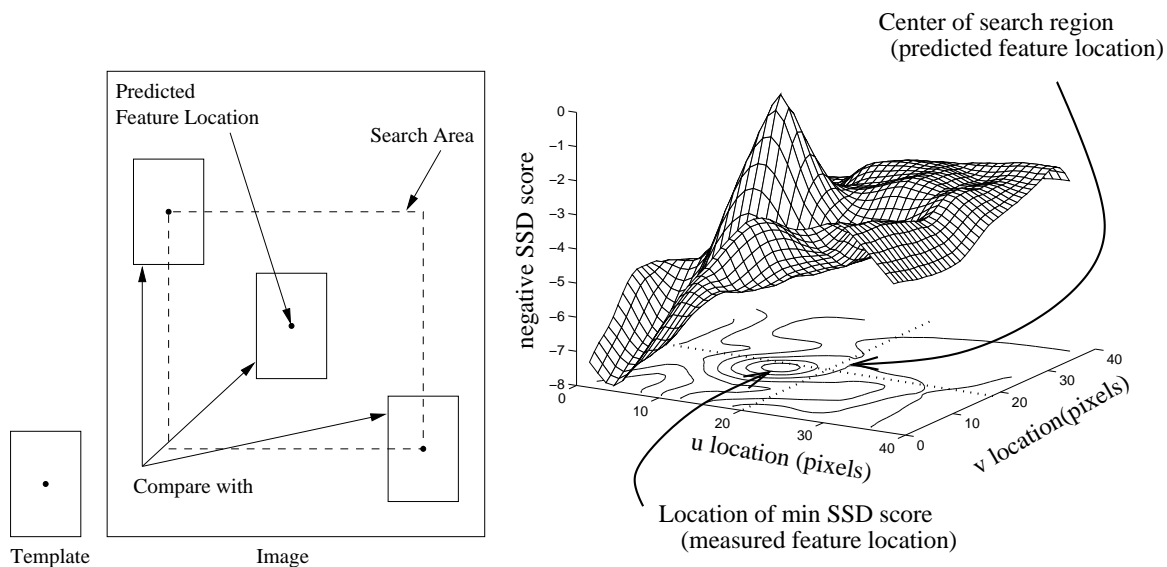 Predicted
Feature Location
Search Area
Compare with
Template
Image
Center of search region
(predicted feature location)
negative SSD score
0
−1
−2
−3
−4
−5
−6
−7
−8
0
10
20
30
40
u location (pixels)
0
10
20
30
40
v location(pixels)
Location of min SSD score
(measured feature location)